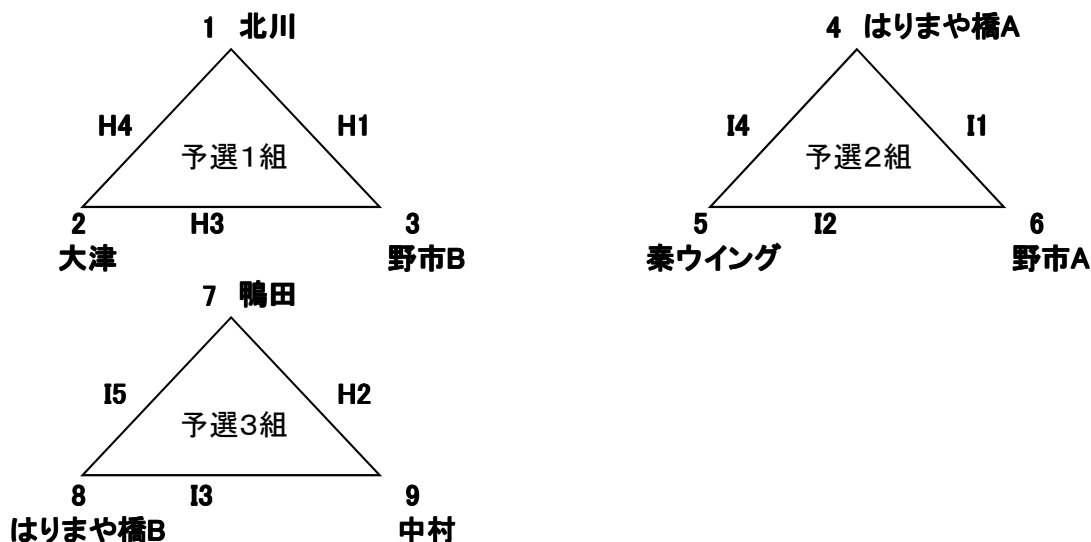 1 北川
H4
H1
予選1組
2
H3
3
大津
野市B
4 はりまや橋A
I4
I1
予選2組
5
I2
6
秦ウイング
野市A
7 鴨田
I5
H2
予選3組
8
I3
9
はりまや橋B
中村